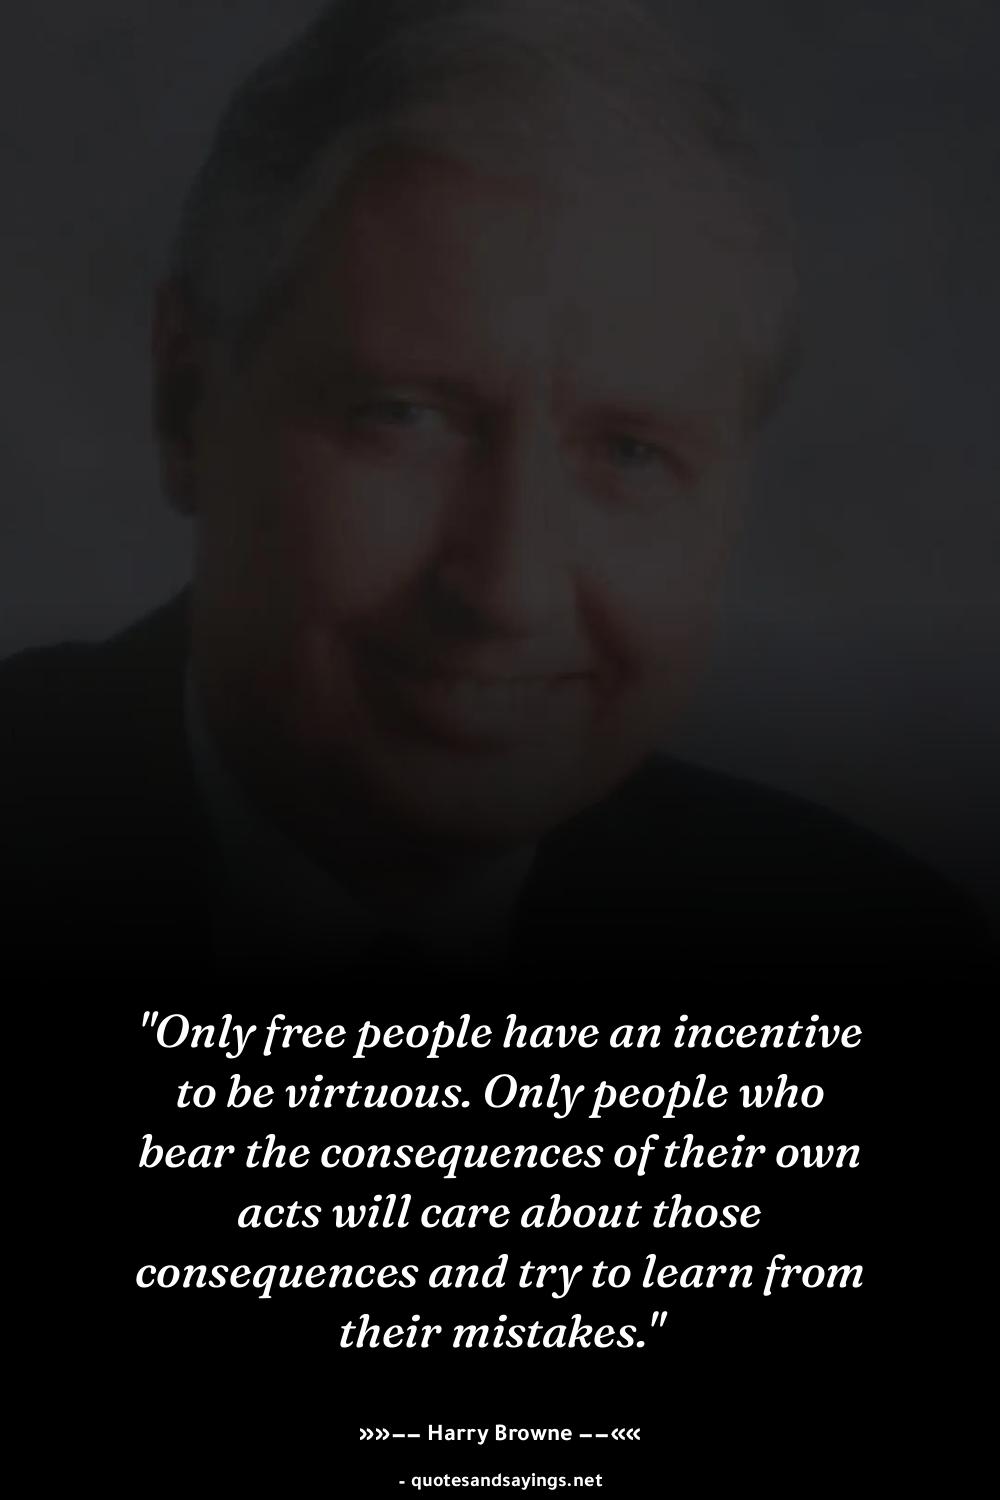 "Only free people have an incentive
to be virtuous. Only people who
bear the consequences of their own
acts will care about those
consequences and try to learn from
their mistakes."
»»−− Harry Browne −−««
- quotesandsayings.net